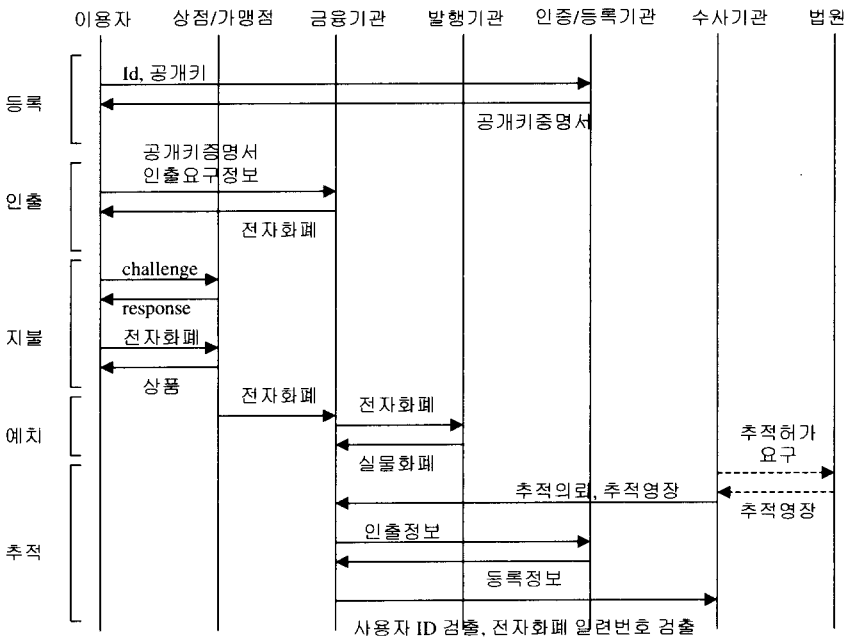 이용자 상점/가맹점 금융기관 발행기관 인증/등록기관 수사기관 법원
등록
Id, 공개키
공개키증명서
인출
공개키증명서
인출요구정보
전자화폐
지불
challenge
response
전자화폐
상품
예치
전자화폐
전자화폐
실물화폐
추적
추적허가
요구
추적영장
추적의뢰, 추적영장
인출정보
등록정보
사용자 ID 검출, 전자화폐 일련번호 검출